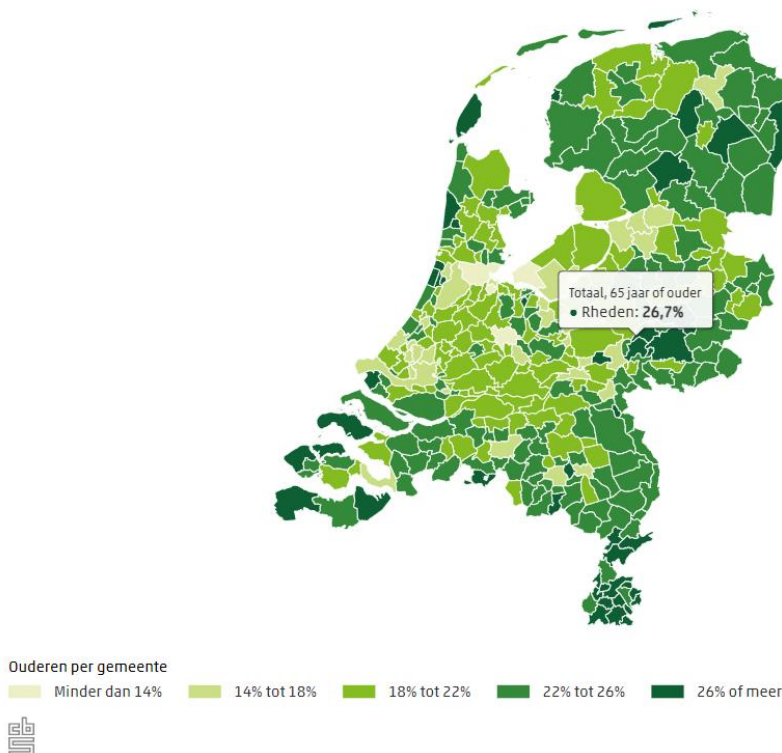 Totaal, 65 jaar of ouder
Rheden: 26,7%
Ouderen per gemeente
Minder dan 14% 14% tot 18% 18% tot 22% 22% tot 26% 26% of meer
cbs